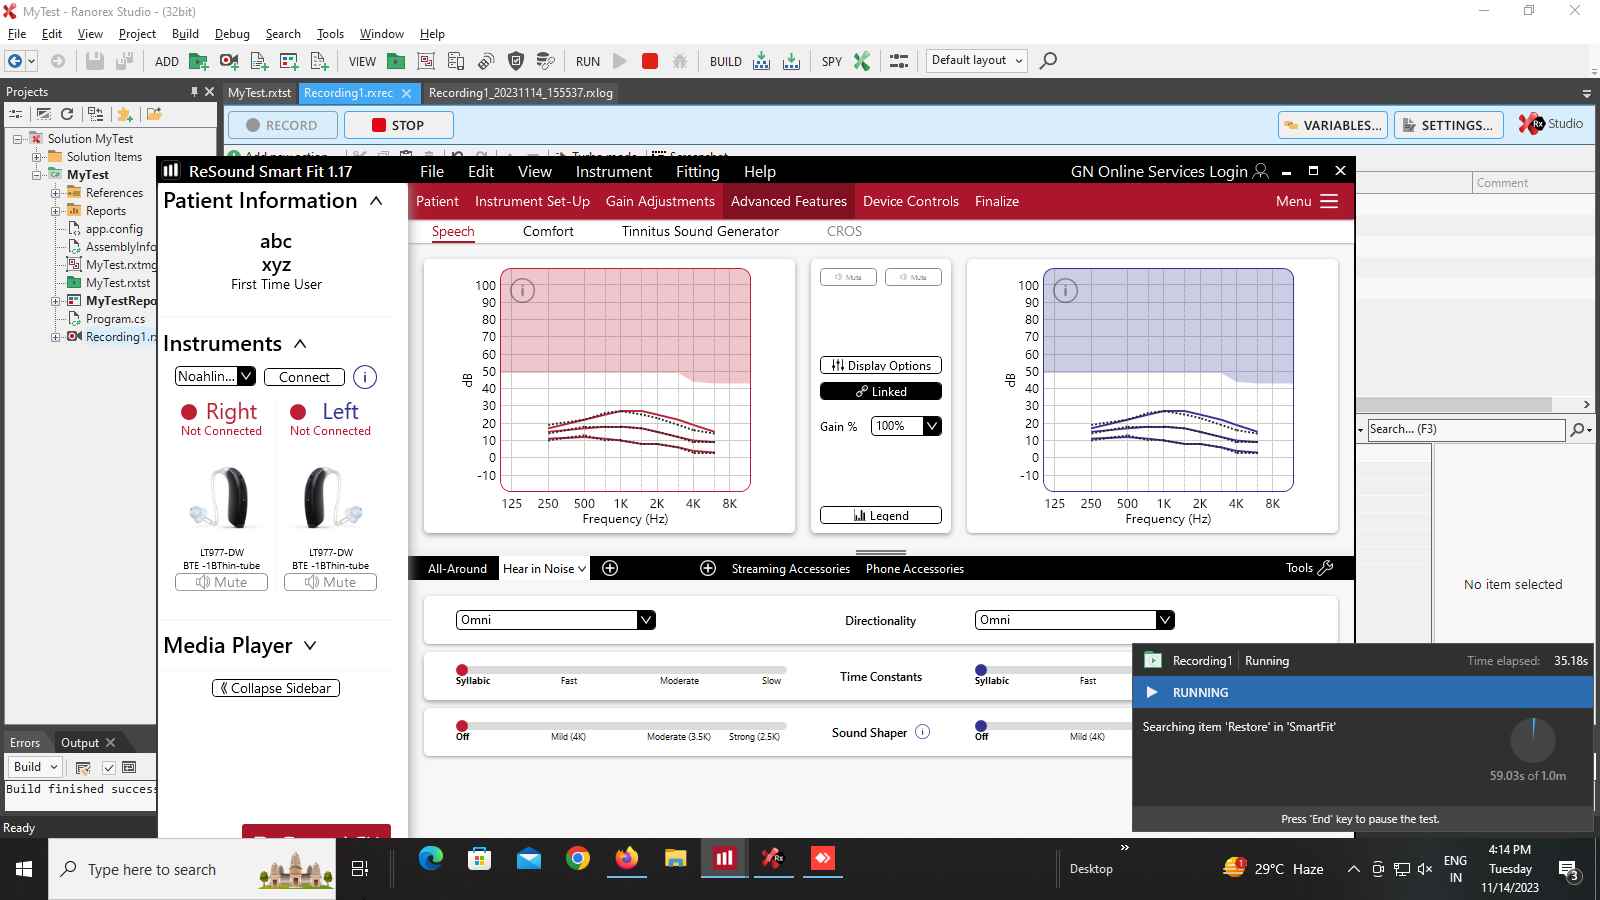 MyTest - Ranorex Studio - (32bit)
File Edit View Project Build Debug Search Tools Window Help
ADD VIEW RUN BUILD SPY Default layout
Projects
MyTest.rxtst Recording1.rxrec Recording1_20231114_155537.rxlog
RECORD STOP VARIABLES... SETTINGS... Rx Studio
Solution MyTest
Solution Items
MyTest
References
Reports
app.config
AssemblyInfo
MyTest.rxtmg
MyTest.rxtst
MyTestRepo
Program.cs
Recording1.rx
Comment
Search... (F3)
No item selected
ReSound Smart Fit 1.17 File Edit View Instrument Fitting Help GN Online Services Login
Patient Information
abc
xyz
First Time User
Instruments
Noahlin... Connect i
Right Left
Not Connected Not Connected
LT977-DW LT977-DW
BTE -1BThin-tube BTE -1BThin-tube
Mute Mute
Media Player
Collapse Sidebar
Patient Instrument Set-Up Gain Adjustments Advanced Features Device Controls Finalize Menu
Speech Comfort Tinnitus Sound Generator CROS
i
100
90
80
70
60
50
40
30
20
10
0
-10
dB
125 250 500 1K 2K 4K 8K
Frequency (Hz)
Mute Mute
Display Options
Linked
Gain % 100%
Legend
i
100
90
80
70
60
50
40
30
20
10
0
-10
dB
125 250 500 1K 2K 4K 8K
Frequency (Hz)
All-Around Hear in Noise Streaming Accessories Phone Accessories Tools
Omni Directionality Omni
Time Constants
Syllabic Fast Moderate Slow Syllabic Fast
Sound Shaper i
Off Mild (4K) Moderate (3.5K) Strong (2.5K) Off Mild (4K)
Recording1 Running Time elapsed: 35.18s
RUNNING
Searching item 'Restore' in 'SmartFit'
59.03s of 1.0m
Press 'End' key to pause the test.
Errors Output
Build
Build finished success
Ready
Type here to search
Desktop
1
29°C Haze
ENG
IN
4:14 PM
Tuesday
11/14/2023
3